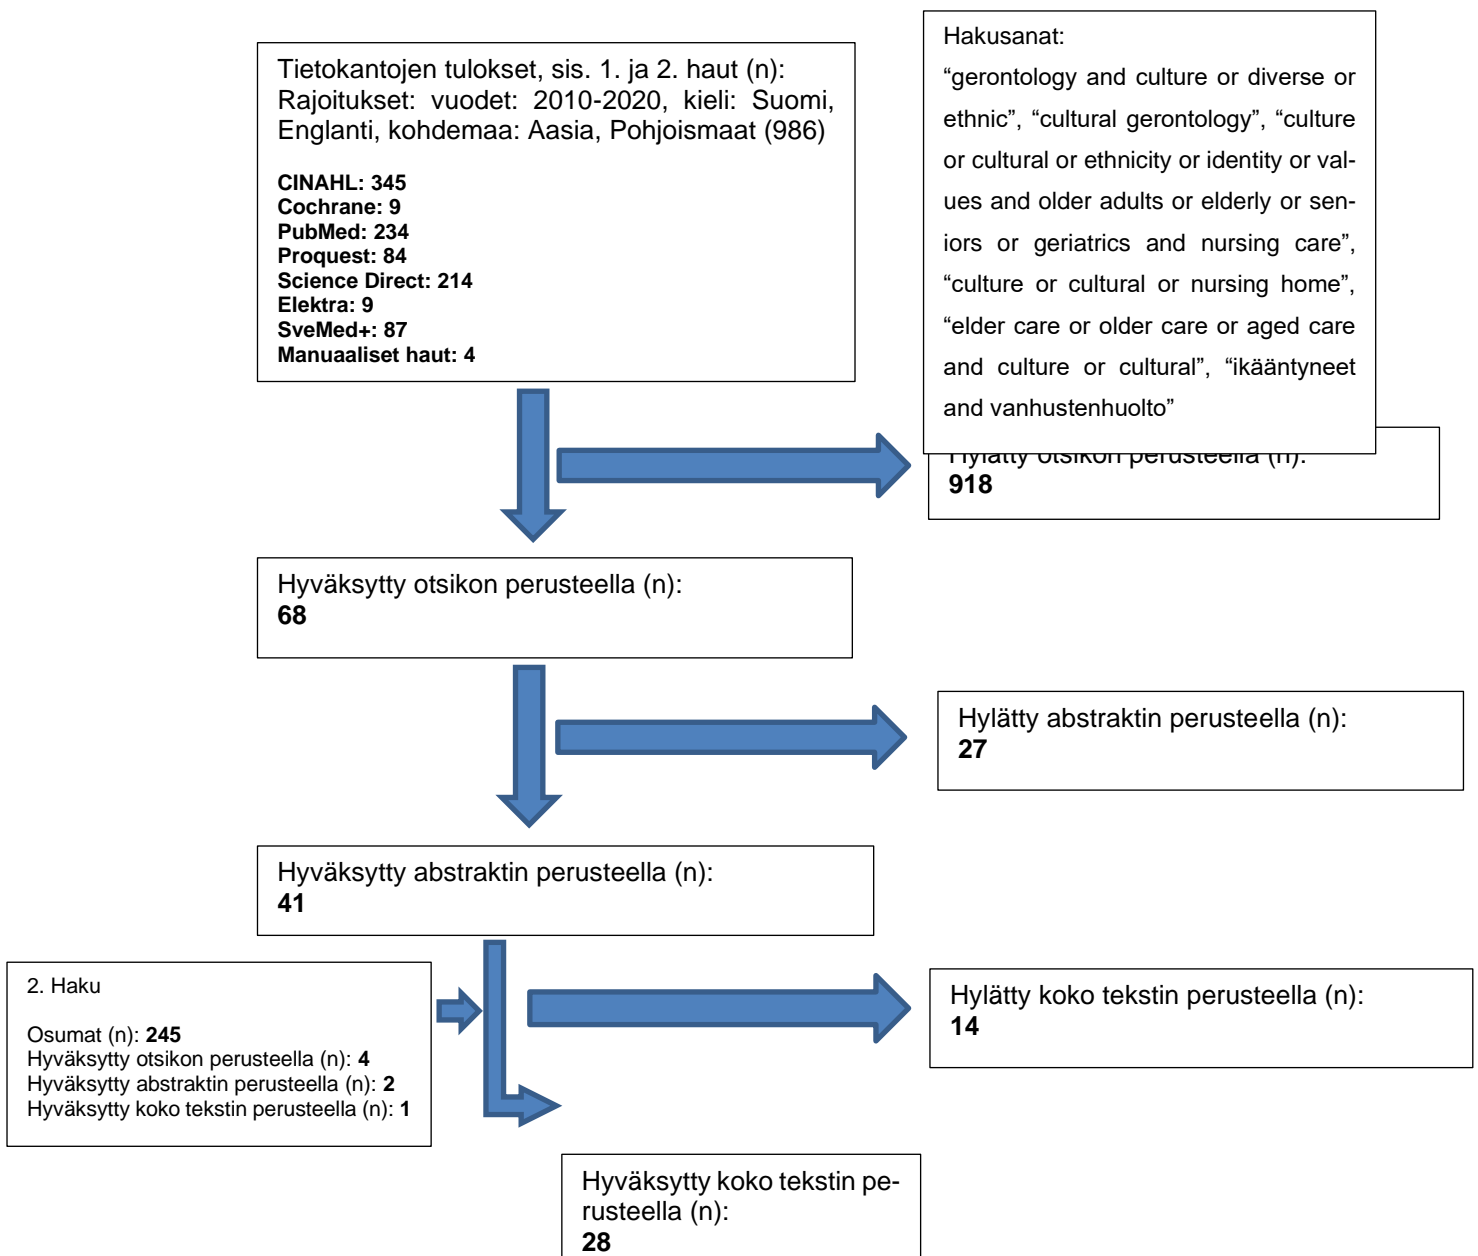 Tietokantojen tulokset, sis. 1. ja 2. haut (n):
Rajoitukset: vuodet: 2010-2020, kieli: Suomi,
Englanti, kohdemaa: Aasia, Pohjoismaat (986)
CINAHL: 345
Cochrane: 9
PubMed: 234
Proquest: 84
Science Direct: 214
Elektra: 9
SveMed+: 87
Manuaaliset haut: 4
Hakusanat:
“gerontology and culture or diverse or
ethnic”, “cultural gerontology”, “culture
or cultural or ethnicity or identity or val-
ues and older adults or elderly or sen-
iors or geriatrics and nursing care”,
“culture or cultural or nursing home”,
“elder care or older care or aged care
and culture or cultural”, “ikääntyneet
and vanhustenhuolto”
Hylätty otsikon perusteella (n):
918
Hyväksytty otsikon perusteella (n):
68
Hylätty abstraktin perusteella (n):
27
Hyväksytty abstraktin perusteella (n):
41
2. Haku
Osumat (n): 245
Hyväksytty otsikon perusteella (n): 4
Hyväksytty abstraktin perusteella (n): 2
Hyväksytty koko tekstin perusteella (n): 1
Hylätty koko tekstin perusteella (n):
14
Hyväksytty koko tekstin pe-
rusteella (n):
28